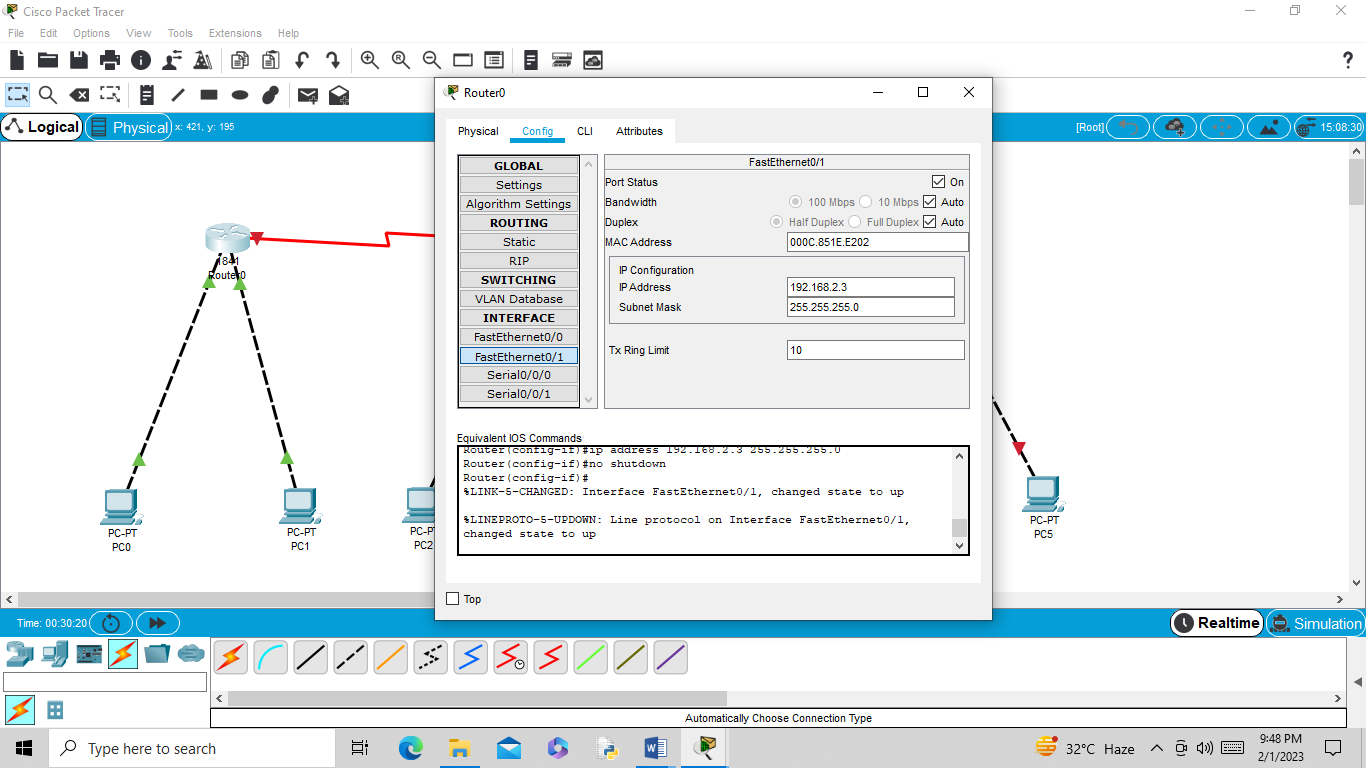 Cisco Packet Tracer
File Edit Options View Tools Extensions Help
?
Logical
Physical
x: 421, y: 195
[Root]
15:08:30
Router0
Physical Config CLI Attributes
GLOBAL
Settings
Algorithm Settings
ROUTING
Static
RIP
SWITCHING
VLAN Database
INTERFACE
FastEthernet0/0
FastEthernet0/1
Serial0/0/0
Serial0/0/1
FastEthernet0/1
Port Status On
Bandwidth 100 Mbps 10 Mbps Auto
Duplex Half Duplex Full Duplex Auto
MAC Address 000C.851E.E202
IP Configuration
IP Address 192.168.2.3
Subnet Mask 255.255.255.0
Tx Ring Limit 10
Equivalent IOS Commands
Router(config-if)#ip address 192.168.2.3 255.255.255.0
Router(config-if)#no shutdown
Router(config-if)#
%LINK-5-CHANGED: Interface FastEthernet0/1, changed state to up
%LINEPROTO-5-UPDOWN: Line protocol on Interface FastEthernet0/1,
changed state to up
Top
1841
Router0
PC-PT
PC0
PC-PT
PC1
PC-PT
PC2
PC-PT
PC5
Time: 00:30:20
Realtime
Simulation
Automatically Choose Connection Type
Type here to search
32°C Haze
9:48 PM
2/1/2023